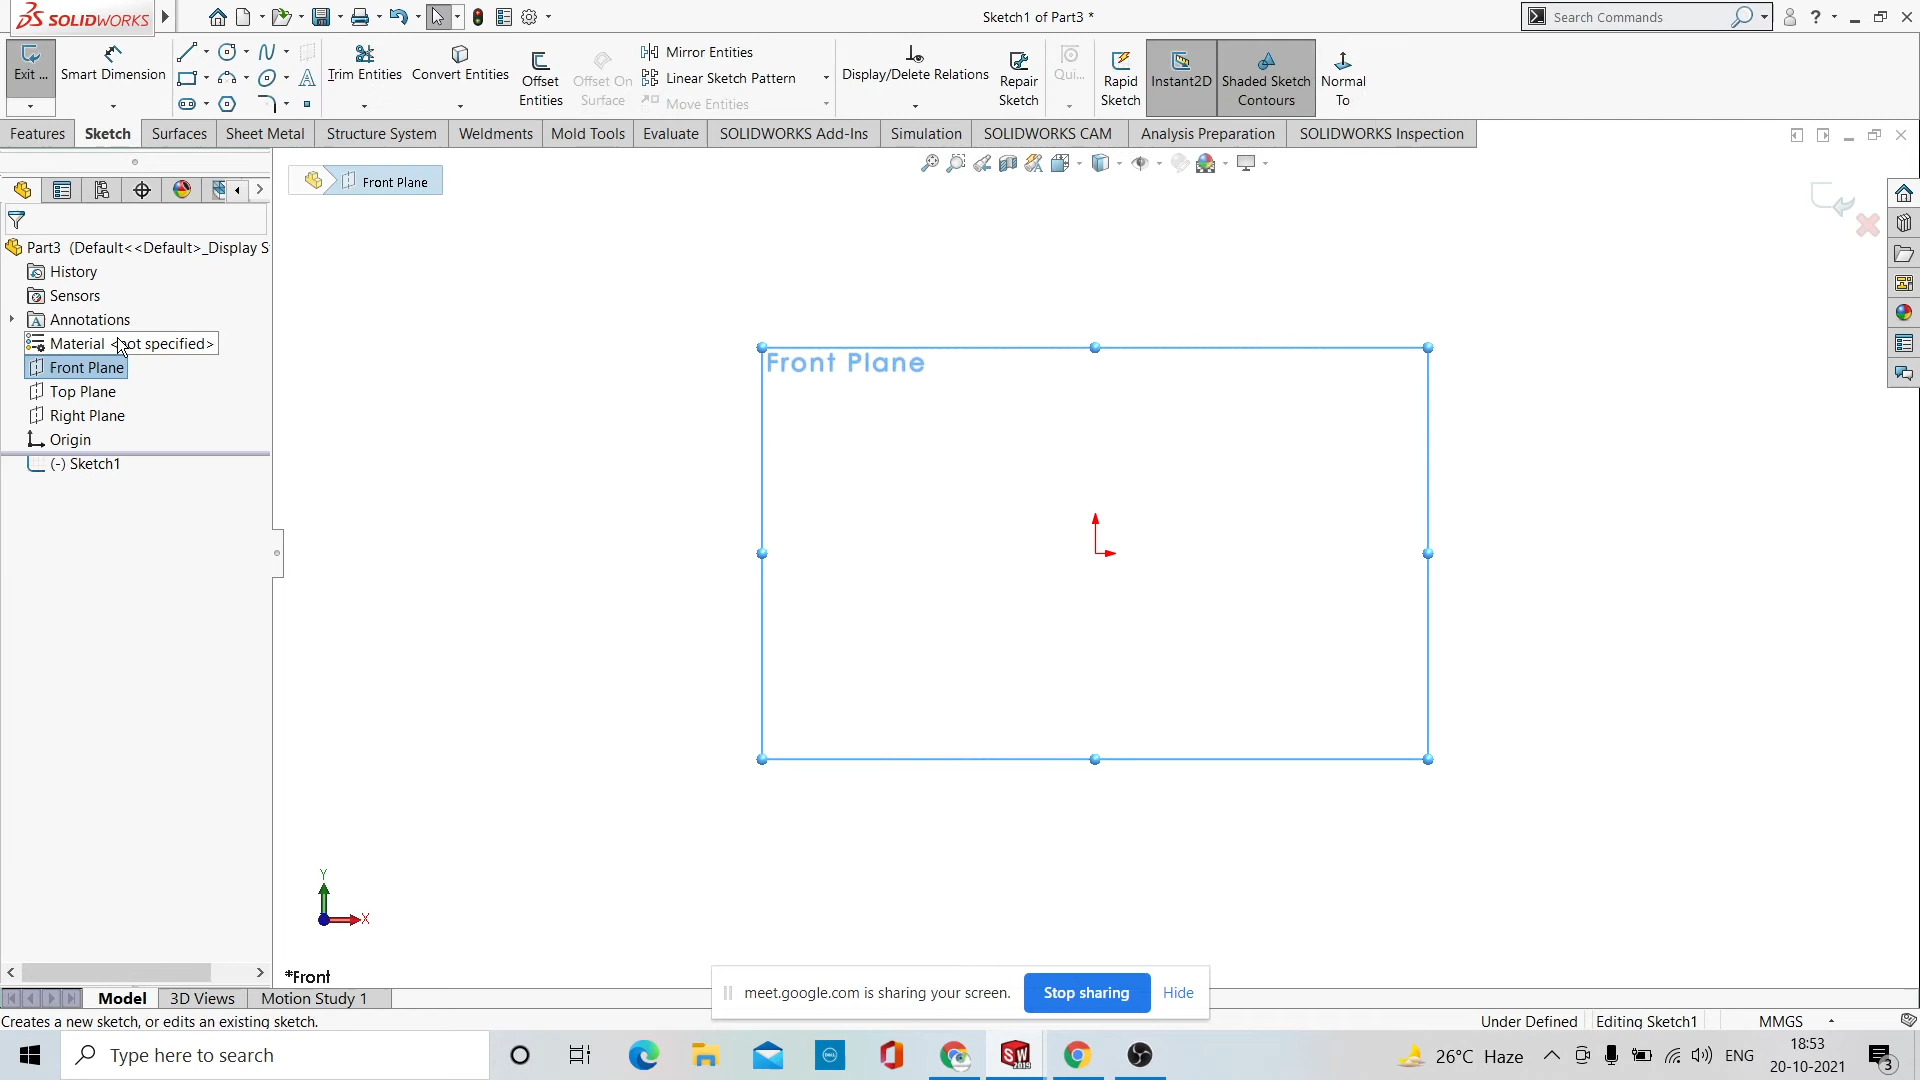 SOLIDWORKS
Sketch1 of Part3 *
Search Commands
?
Exit ...
Smart Dimension
Trim Entities
Convert Entities
Offset Entities
Offset On Surface
Mirror Entities
Linear Sketch Pattern
Move Entities
Display/Delete Relations
Repair Sketch
Qui...
Rapid Sketch
Instant2D
Shaded Sketch Contours
Normal To
Features
Sketch
Surfaces
Sheet Metal
Structure System
Weldments
Mold Tools
Evaluate
SOLIDWORKS Add-Ins
Simulation
SOLIDWORKS CAM
Analysis Preparation
SOLIDWORKS Inspection
Front Plane
Part3 (Default<<Default>_Display S
History
Sensors
Annotations
Material <not specified>
Front Plane
Top Plane
Right Plane
Origin
(-) Sketch1
Front Plane
Y
X
*Front
Model
3D Views
Motion Study 1
meet.google.com is sharing your screen.
Stop sharing
Hide
Creates a new sketch, or edits an existing sketch.
Under Defined
Editing Sketch1
MMGS
Type here to search
DELL
SW
2019
26°C Haze
ENG
18:53
20-10-2021
3